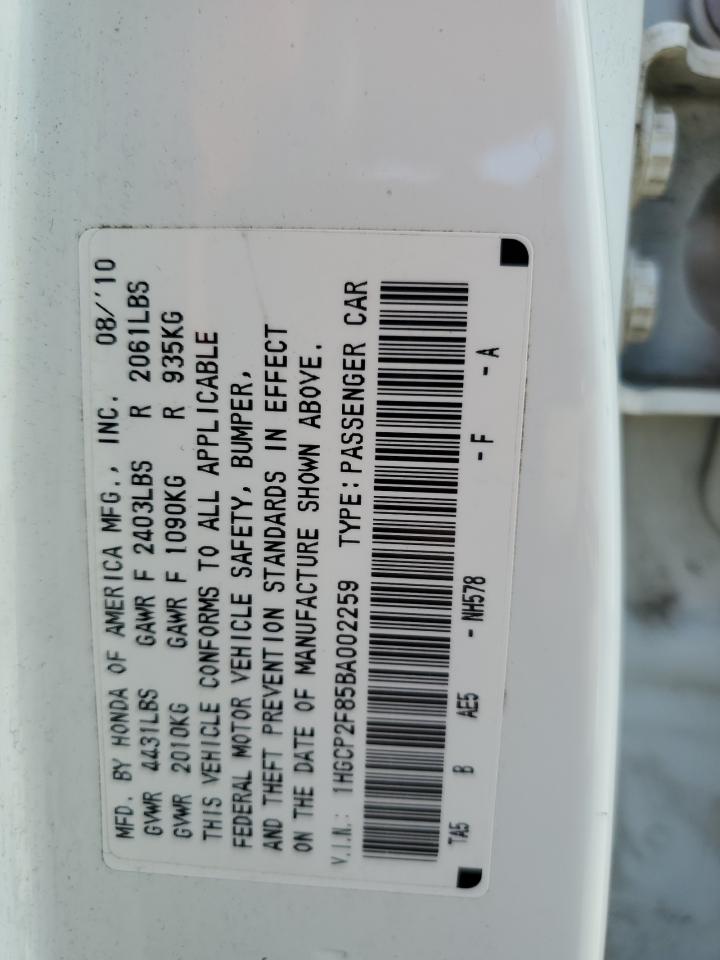 MFD. BY HONDA OF AMERICA MFG., INC. 08/'10
GVWR 4431LBS GAWR F 2403LBS R 2061LBS
GVWR 2010KG GAWR F 1090KG R 935KG
THIS VEHICLE CONFORMS TO ALL APPLICABLE
FEDERAL MOTOR VEHICLE SAFETY, BUMPER,
AND THEFT PREVENTION STANDARDS IN EFFECT
ON THE DATE OF MANUFACTURE SHOWN ABOVE.
V.I.N.: 1HGCP2F85BA002259 TYPE: PASSENGER CAR
TA5 B AE5 - NH578 - F - A